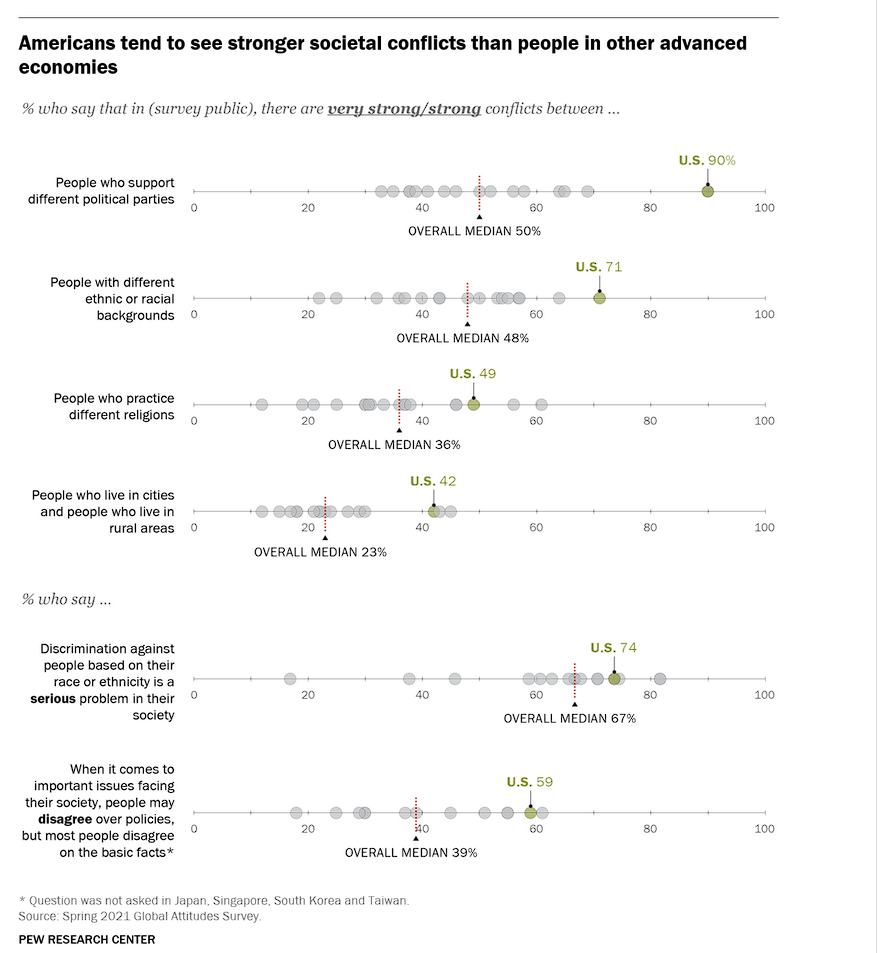 Americans tend to see stronger societal conflicts than people in other advanced
economies
% who say that in (survey public), there are very strong/strong conflicts between ...
U.S. 90%
People who support
different political parties
0 20 40 60 80 100
OVERALL MEDIAN 50%
U.S. 71
People with different
ethnic or racial
backgrounds
0 20 40 60 80 100
OVERALL MEDIAN 48%
U.S. 49
People who practice
different religions
0 20 40 60 80 100
OVERALL MEDIAN 36%
U.S. 42
People who live in cities
and people who live in
rural areas
0 20 40 60 80 100
OVERALL MEDIAN 23%
% who say ...
U.S. 74
Discrimination against
people based on their
race or ethnicity is a
serious problem in their
society
0 20 40 60 80 100
OVERALL MEDIAN 67%
U.S. 59
When it comes to
important issues facing
their society, people may
disagree over policies,
but most people disagree
on the basic facts*
0 20 40 60 80 100
OVERALL MEDIAN 39%
* Question was not asked in Japan, Singapore, South Korea and Taiwan.
Source: Spring 2021 Global Attitudes Survey.
PEW RESEARCH CENTER